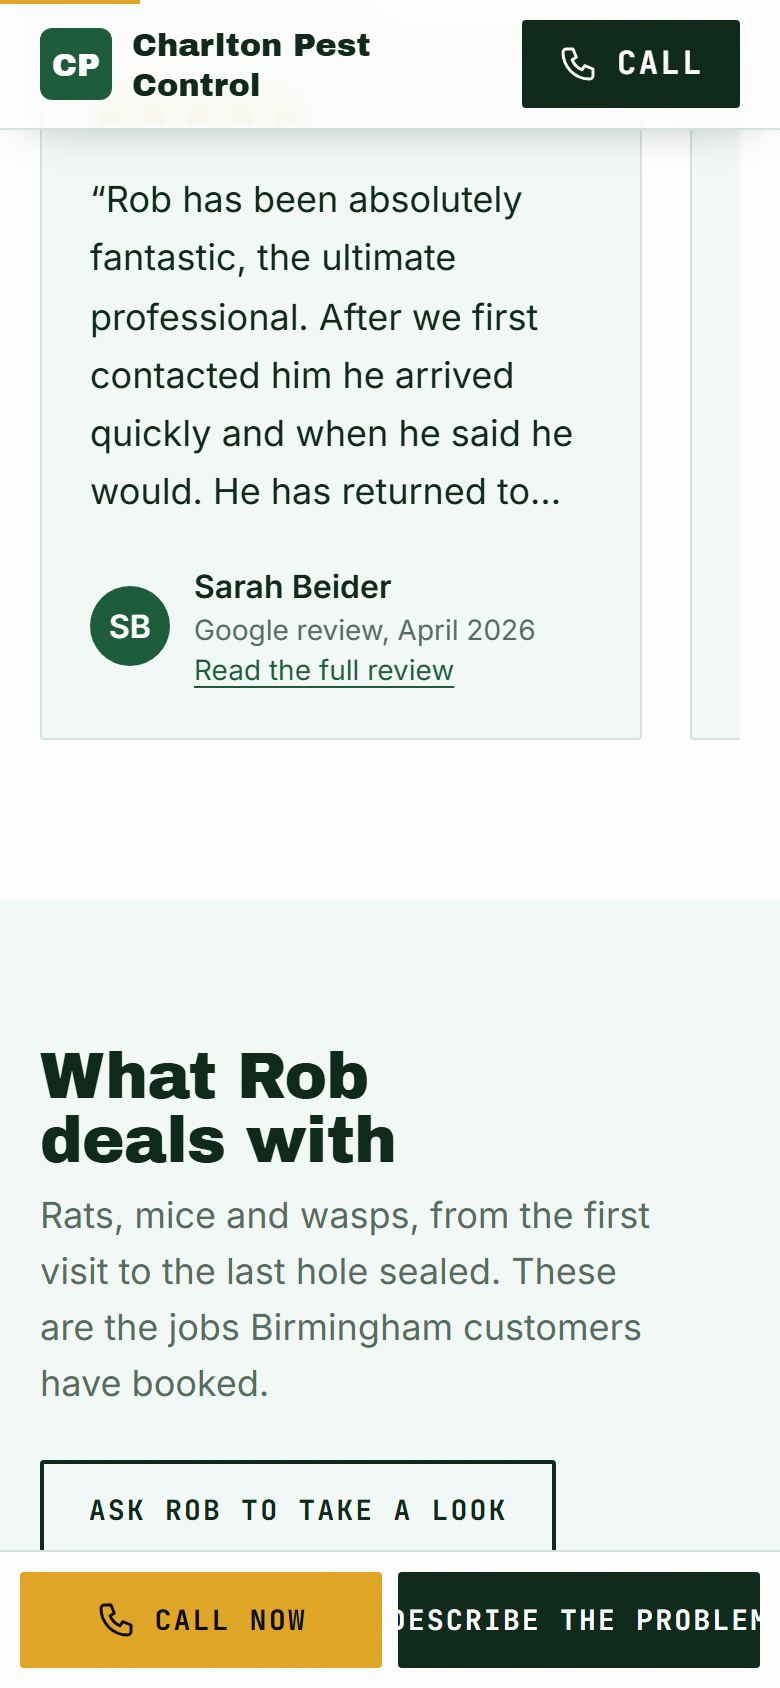 CP
Charlton Pest
Control
CALL
“Rob has been absolutely
fantastic, the ultimate
professional. After we first
contacted him he arrived
quickly and when he said he
would. He has returned to...
SB
Sarah Beider
Google review, April 2026
Read the full review
What Rob
deals with
Rats, mice and wasps, from the first
visit to the last hole sealed. These
are the jobs Birmingham customers
have booked.
ASK ROB TO TAKE A LOOK
CALL NOW
DESCRIBE THE PROBLEM